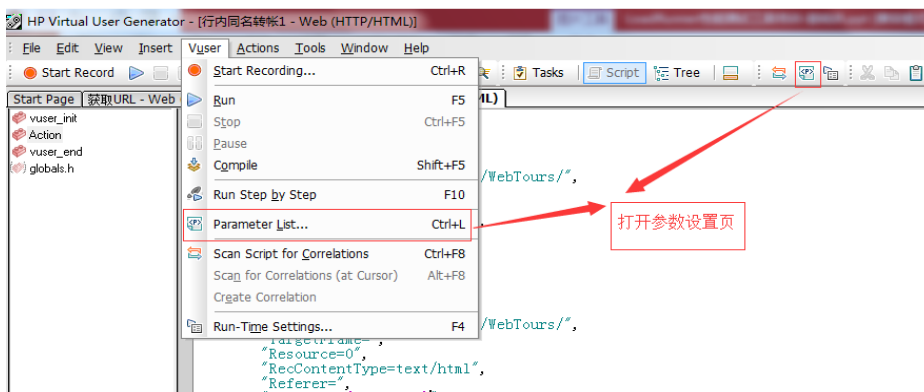 HP Virtual User Generator - [行内同名转帐1 - Web (HTTP/HTML)]
File Edit View Insert Vuser Actions Tools Window Help
Start Record Tasks Script Tree
Start Page 获取URL - Web ML)
vuser_init
Action
vuser_end
globals.h
Start Recording... Ctrl+R
Run F5
Stop Ctrl+F5
Pause
Compile Shift+F5
Run Step by Step F10
Parameter List... Ctrl+L
Scan Script for Correlations Ctrl+F8
Scan for Correlations (at Cursor) Alt+F8
Create Correlation
Run-Time Settings... F4
/WebTours/",
打开参数设置页
/WebTours/",
"TargetFrame=",
"Resource=0",
"RecContentType=text/html",
"Referer=",